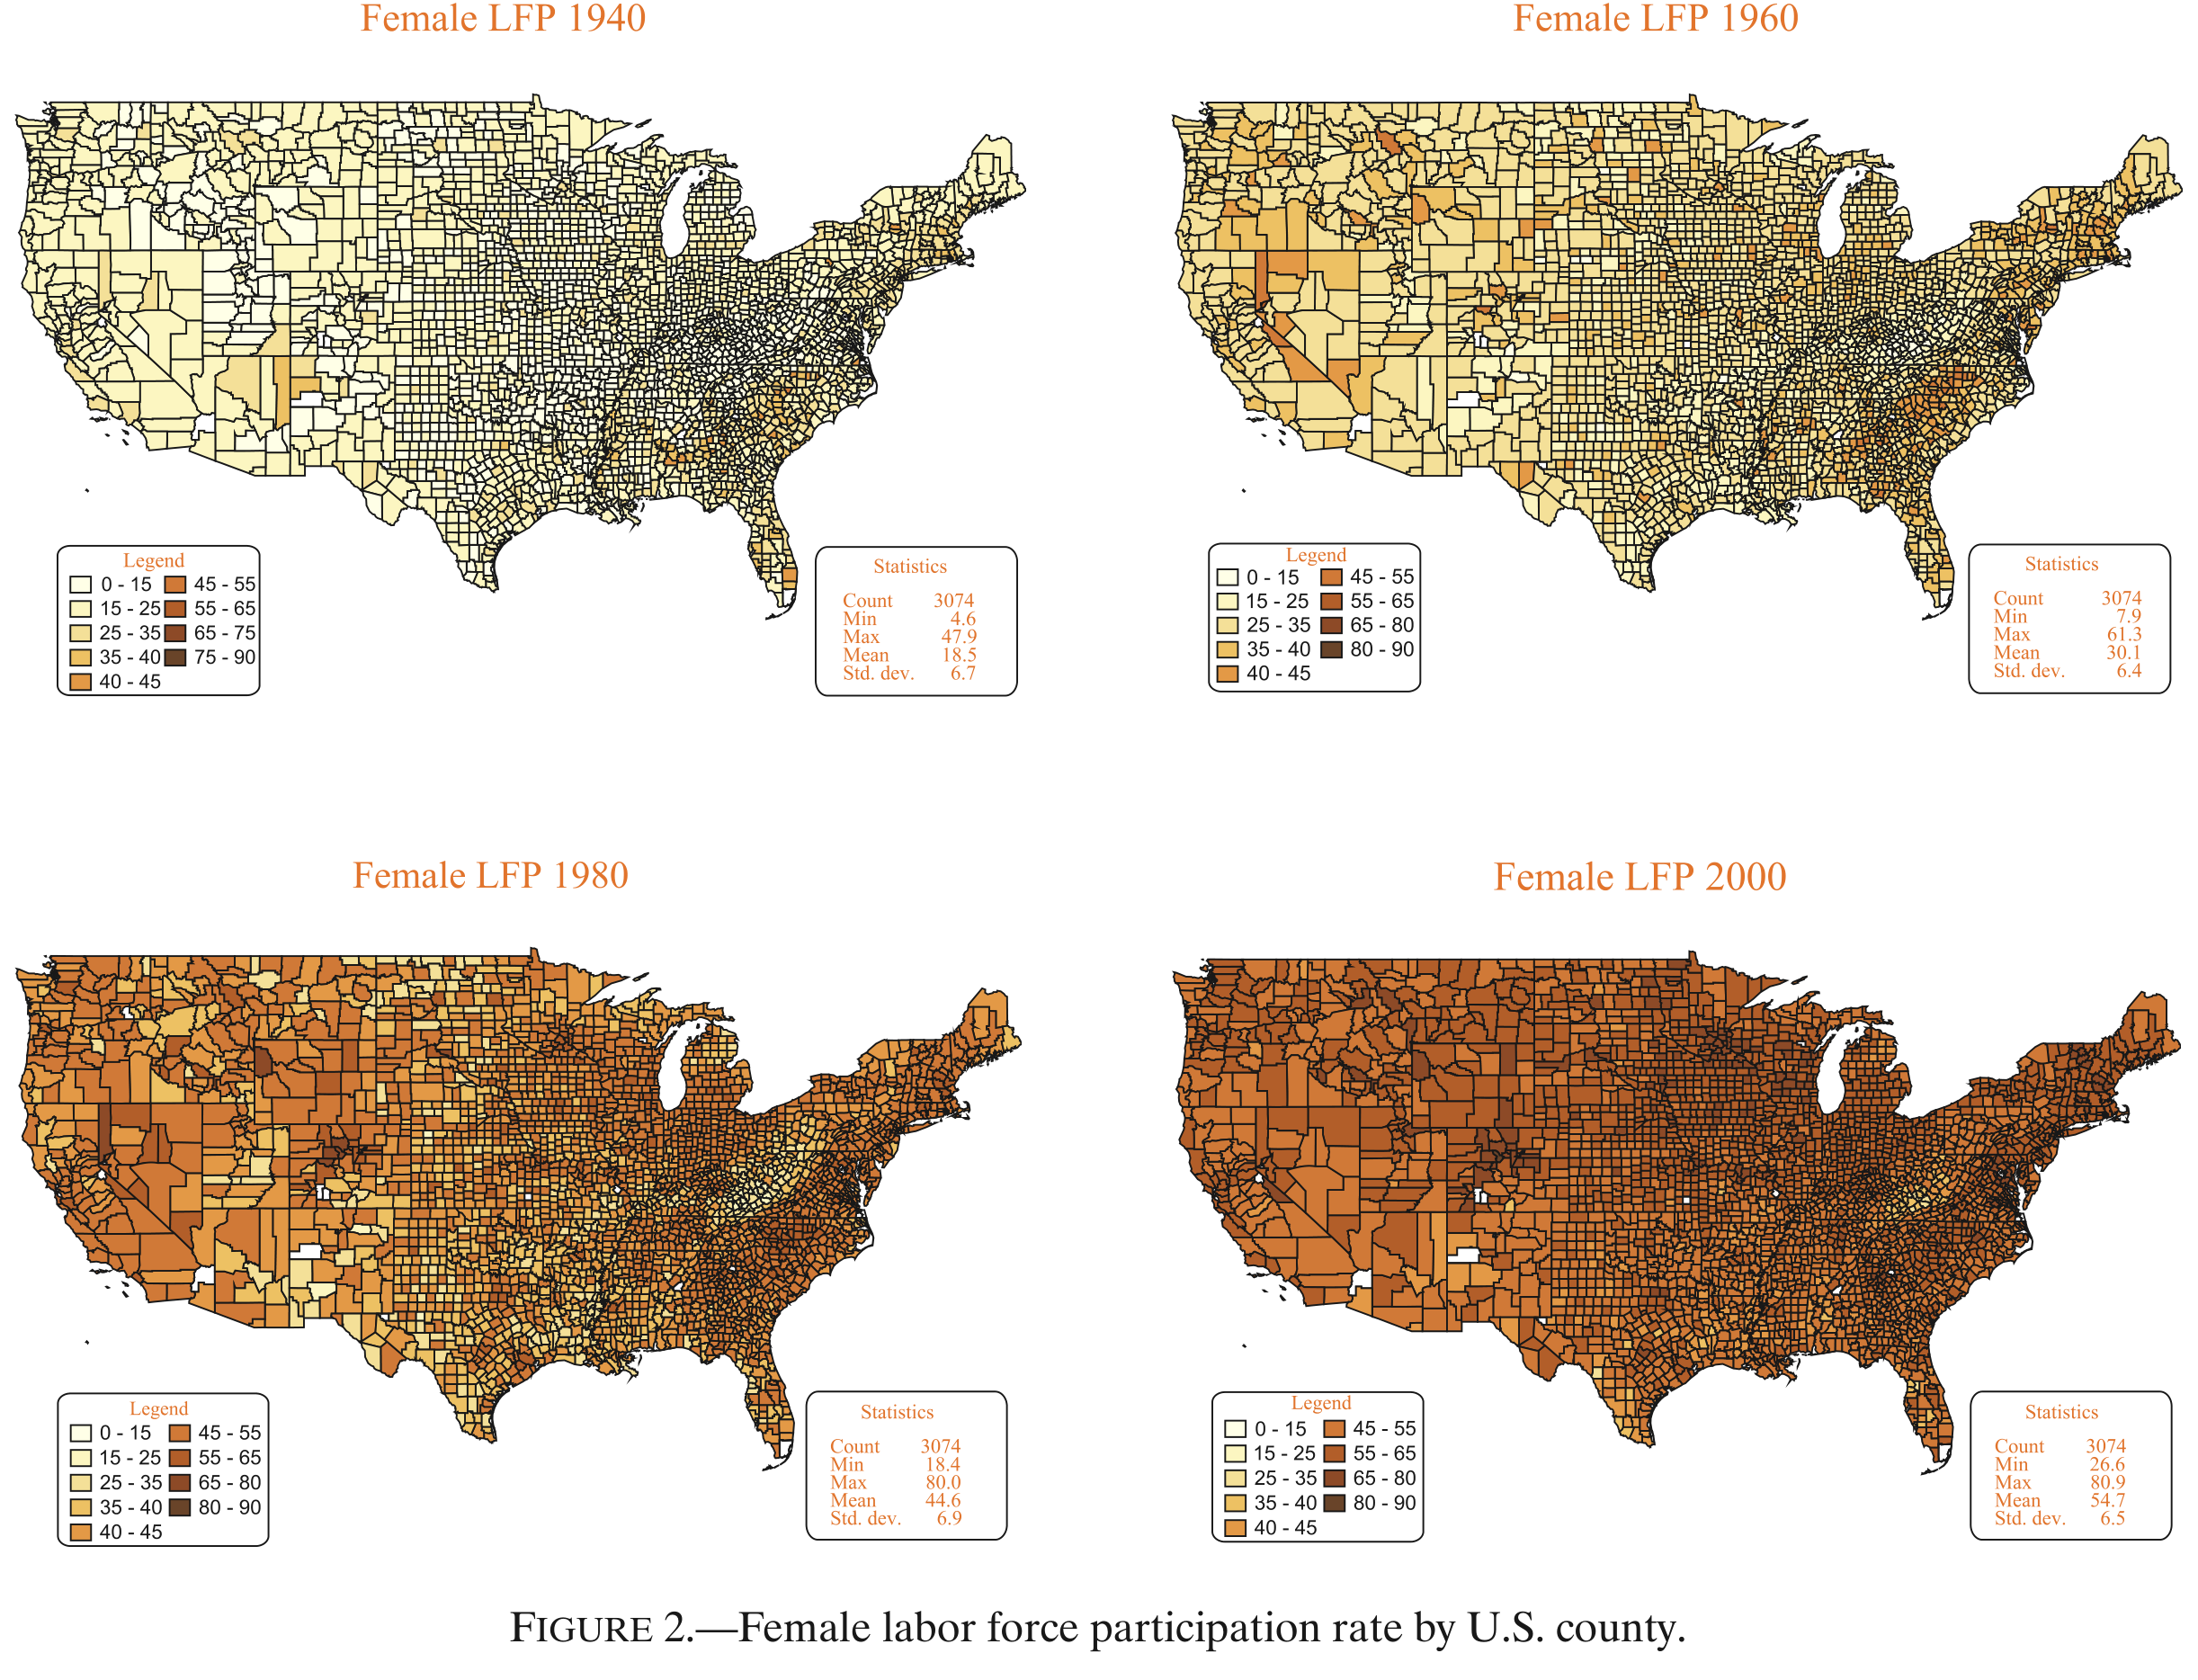 Female LFP 1940
Female LFP 1960
Legend
0 - 15 45 - 55
15 - 25 55 - 65
25 - 35 65 - 75
35 - 40 75 - 90
40 - 45
Statistics
Count 3074
Min 4.6
Max 47.9
Mean 18.5
Std. dev. 6.7
Legend
0 - 15 45 - 55
15 - 25 55 - 65
25 - 35 65 - 80
35 - 40 80 - 90
40 - 45
Statistics
Count 3074
Min 7.9
Max 61.3
Mean 30.1
Std. dev. 6.4
Female LFP 1980
Female LFP 2000
Legend
0 - 15 45 - 55
15 - 25 55 - 65
25 - 35 65 - 80
35 - 40 80 - 90
40 - 45
Statistics
Count 3074
Min 18.4
Max 80.0
Mean 44.6
Std. dev. 6.9
Legend
0 - 15 45 - 55
15 - 25 55 - 65
25 - 35 65 - 80
35 - 40 80 - 90
40 - 45
Statistics
Count 3074
Min 26.6
Max 80.9
Mean 54.7
Std. dev. 6.5
FIGURE 2.—Female labor force participation rate by U.S. county.